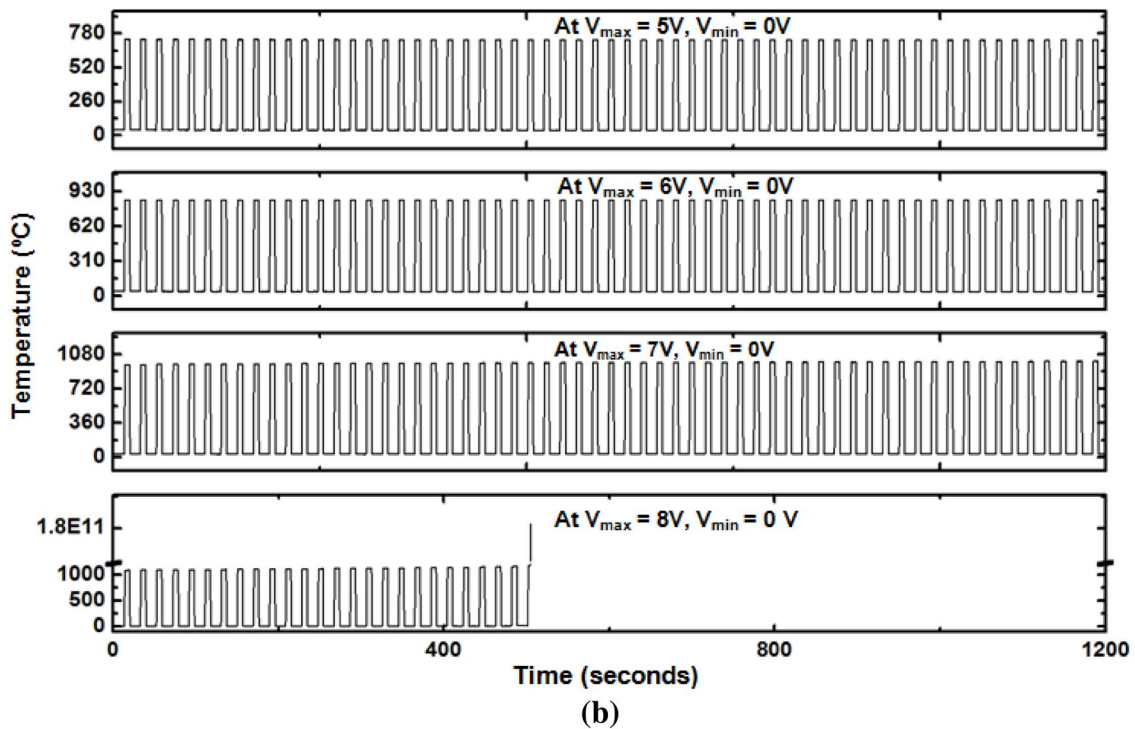 At Vmax = 5V, Vmin = 0V
780
520
260
0
At Vmax = 6V, Vmin = 0V
930
620
310
0
Temperature (ºC)
At Vmax = 7V, Vmin = 0V
1080
720
360
0
At Vmax = 8V, Vmin = 0 V
1.8E11
1000
500
0
0 400 800 1200
Time (seconds)
(b)